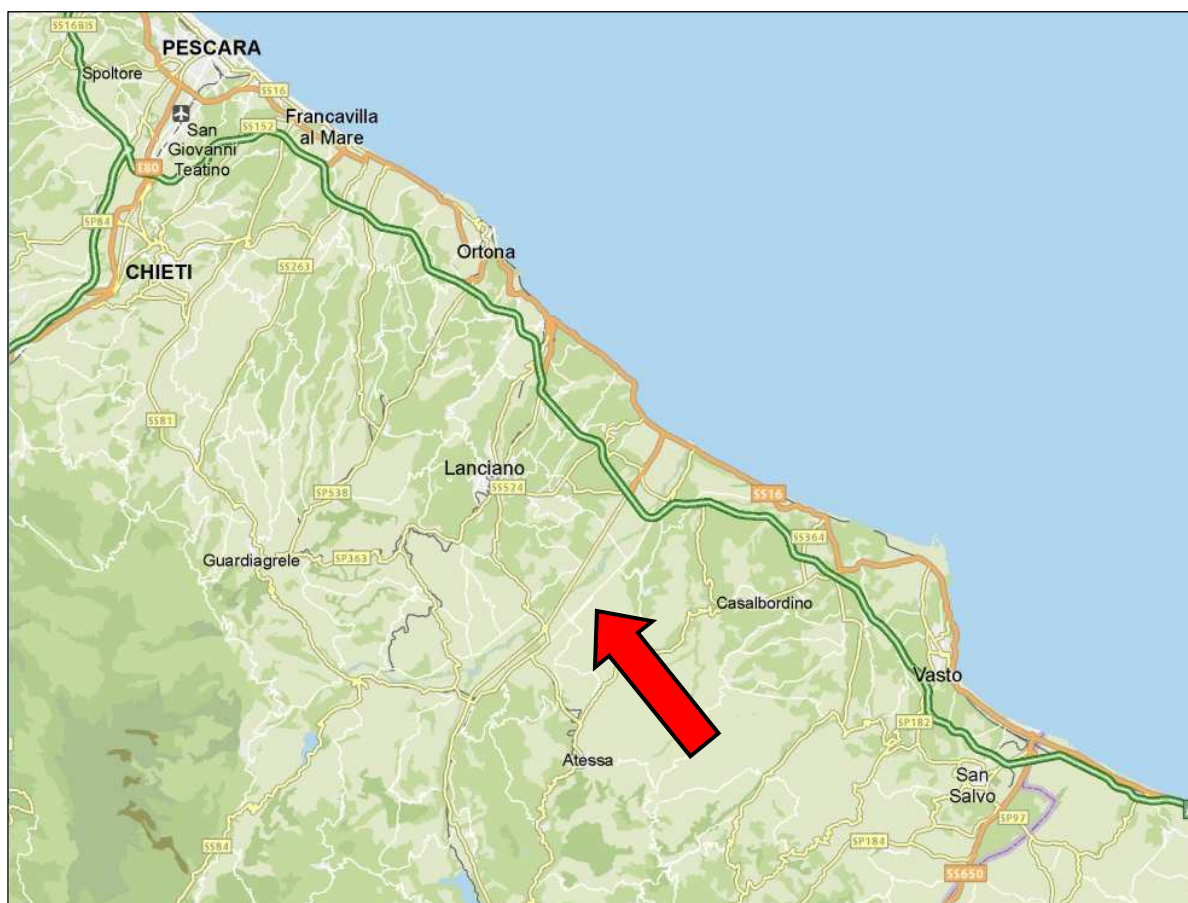 SS16BIS
PESCARA
Spoltore
SS16
Francavilla
al Mare
San
Giovanni
Teatino
SS152
E80
SP84
CHIETI
SS263
Ortona
SS81
Lanciano
SS524
SP538
SS16
SS364
Guardiagrele
SP363
Casalbordino
Vasto
SP182
Atessa
San
Salvo
SP97
SS84
SP184
SS650